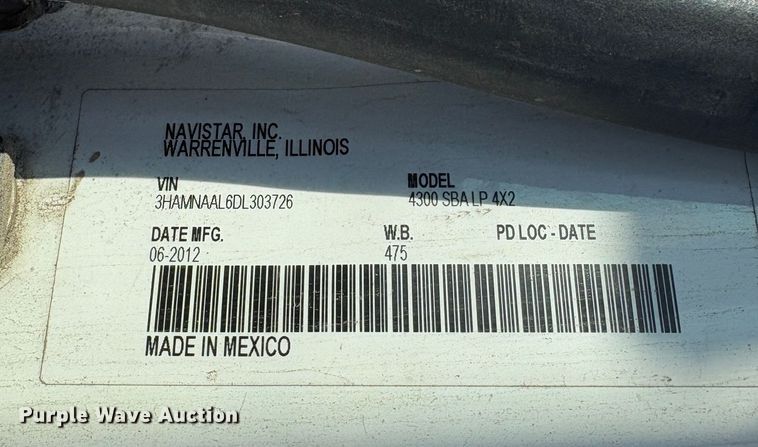 NAVISTAR, INC.
WARRENVILLE, ILLINOIS
VIN MODEL
3HAMNAAL6DL303726 4300 SBA LP 4X2
DATE MFG. W.B. PD LOC - DATE
06-2012 475
MADE IN MEXICO
Purple Wave Auction